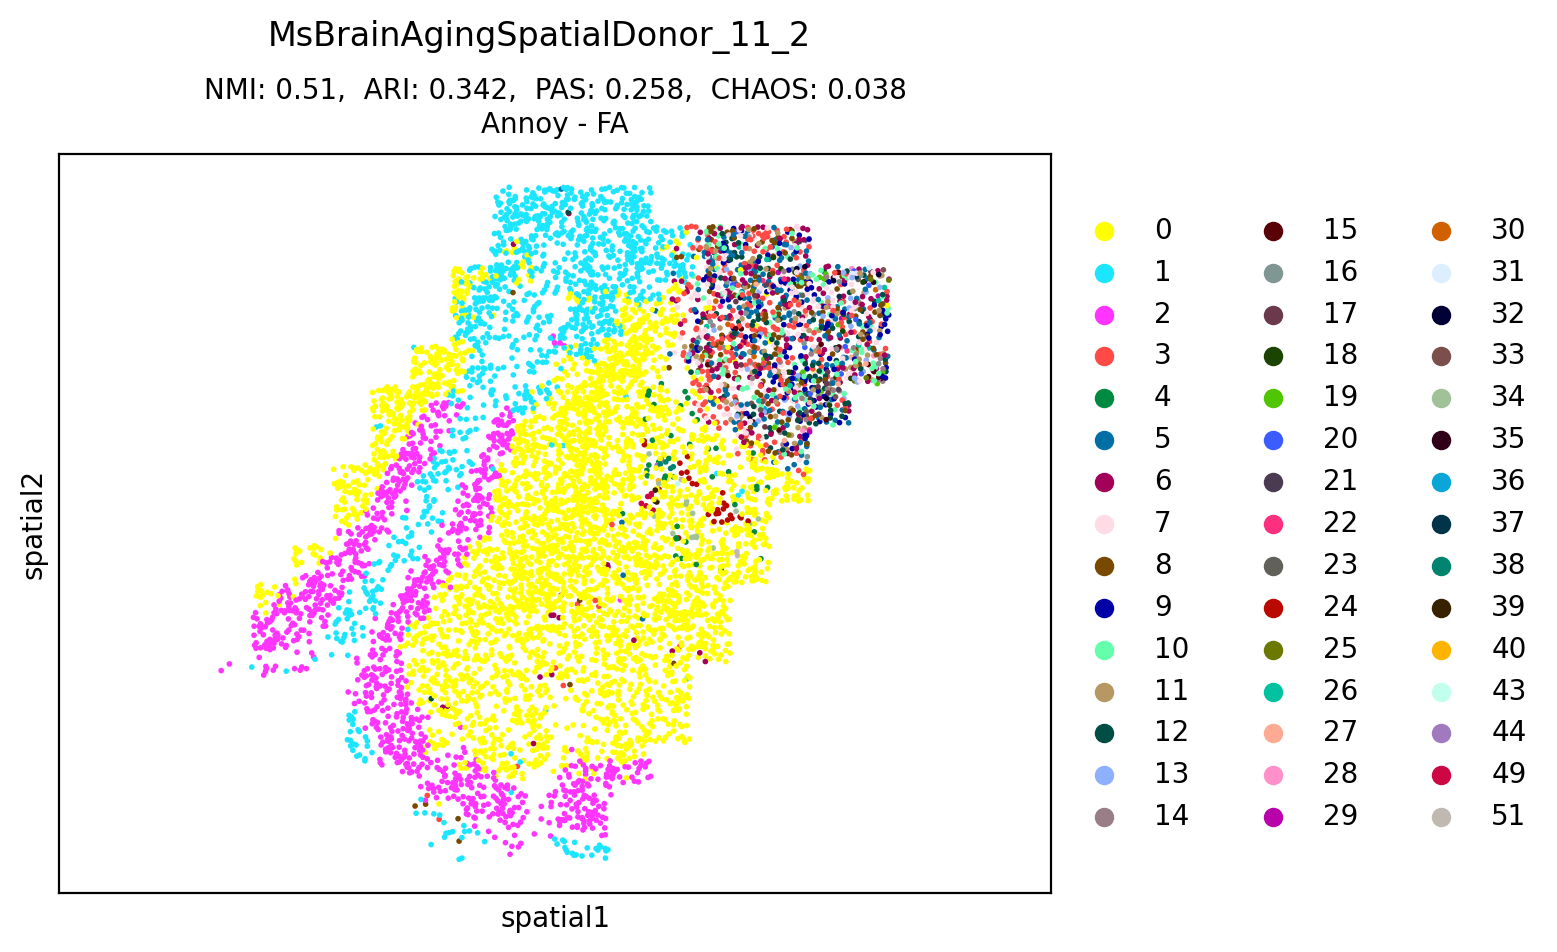 MsBrainAgingSpatialDonor_11_2
NMI: 0.51,  ARI: 0.342,  PAS: 0.258,  CHAOS: 0.038
Annoy - FA
spatial2
spatial1
0 15 30
1 16 31
2 17 32
3 18 33
4 19 34
5 20 35
6 21 36
7 22 37
8 23 38
9 24 39
10 25 40
11 26 43
12 27 44
13 28 49
14 29 51